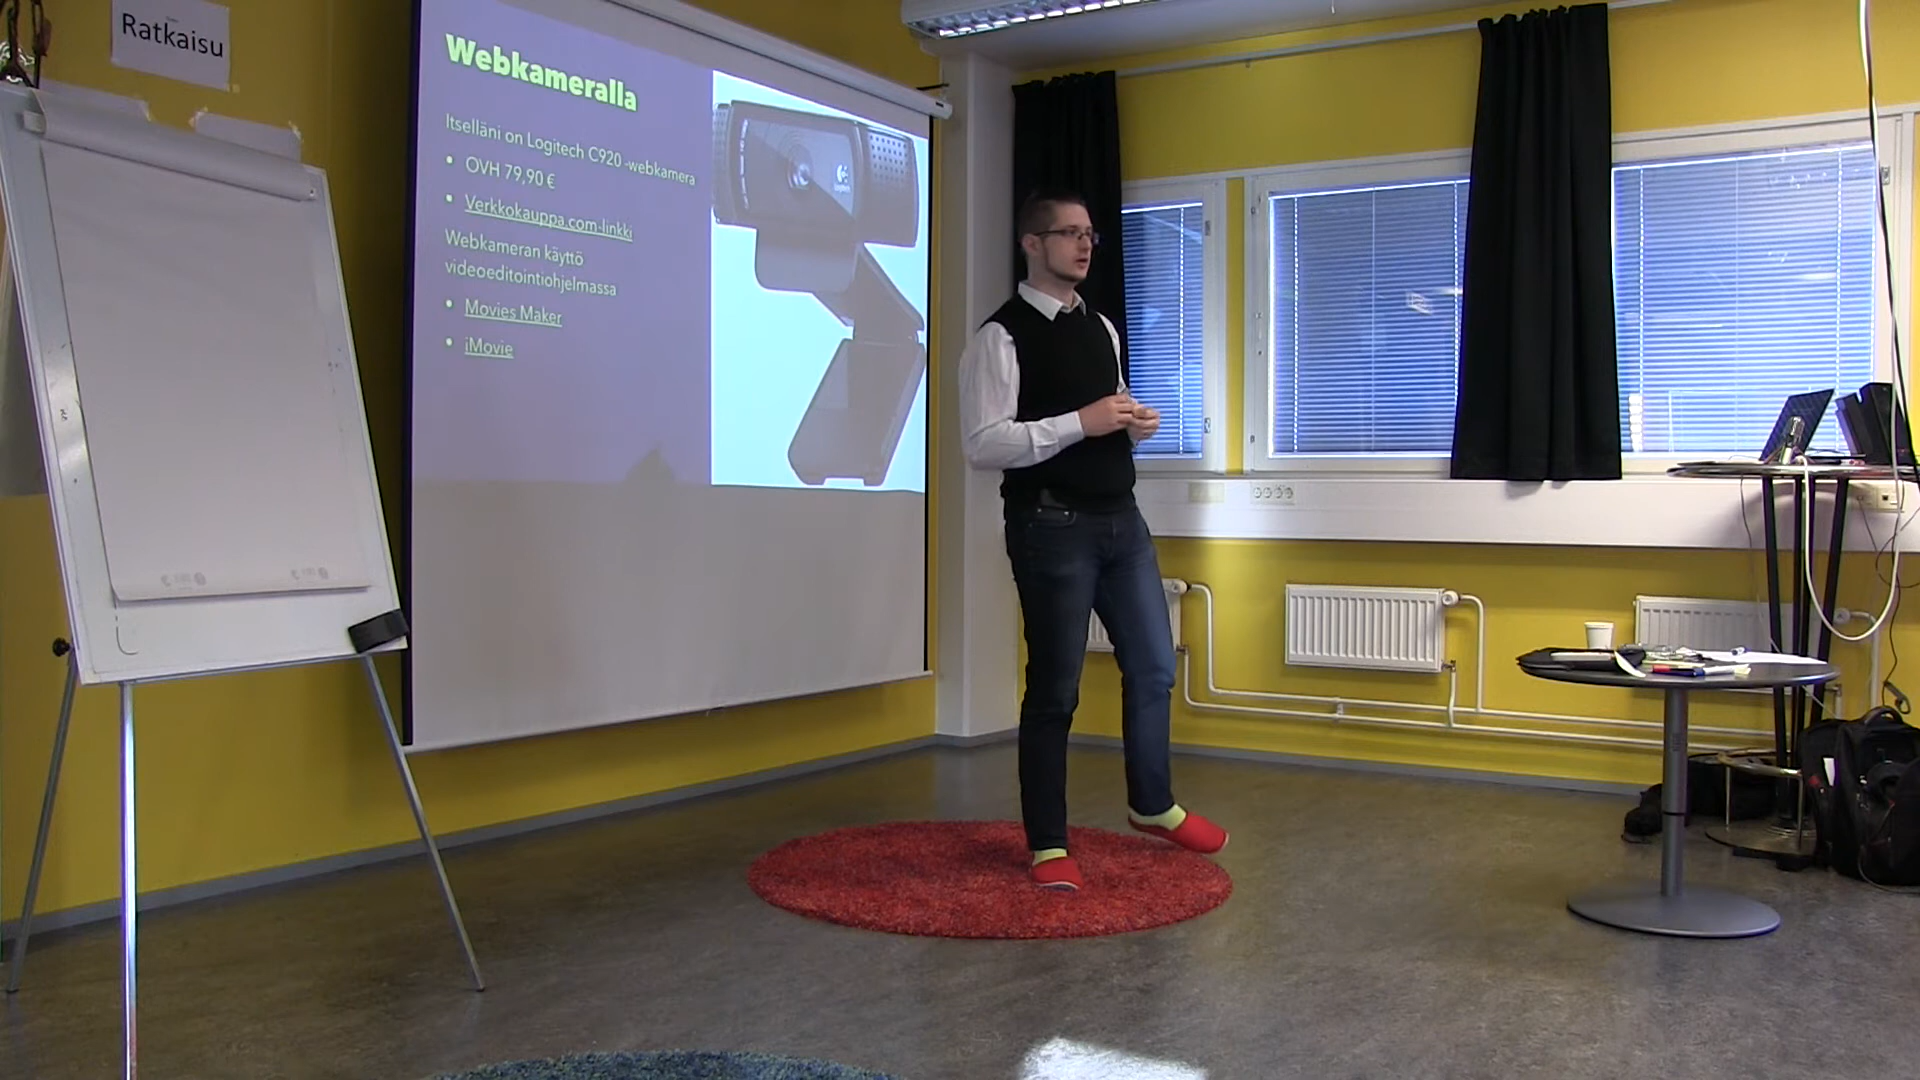 Ratkaisu
Webkameralla
Itselläni on Logitech C920 -webkamera
• OVH 79,90 €
• Verkkokauppa.com-linkki
Webkameran käyttö
videoeditointiohjelmassa
• Movies Maker
• iMovie